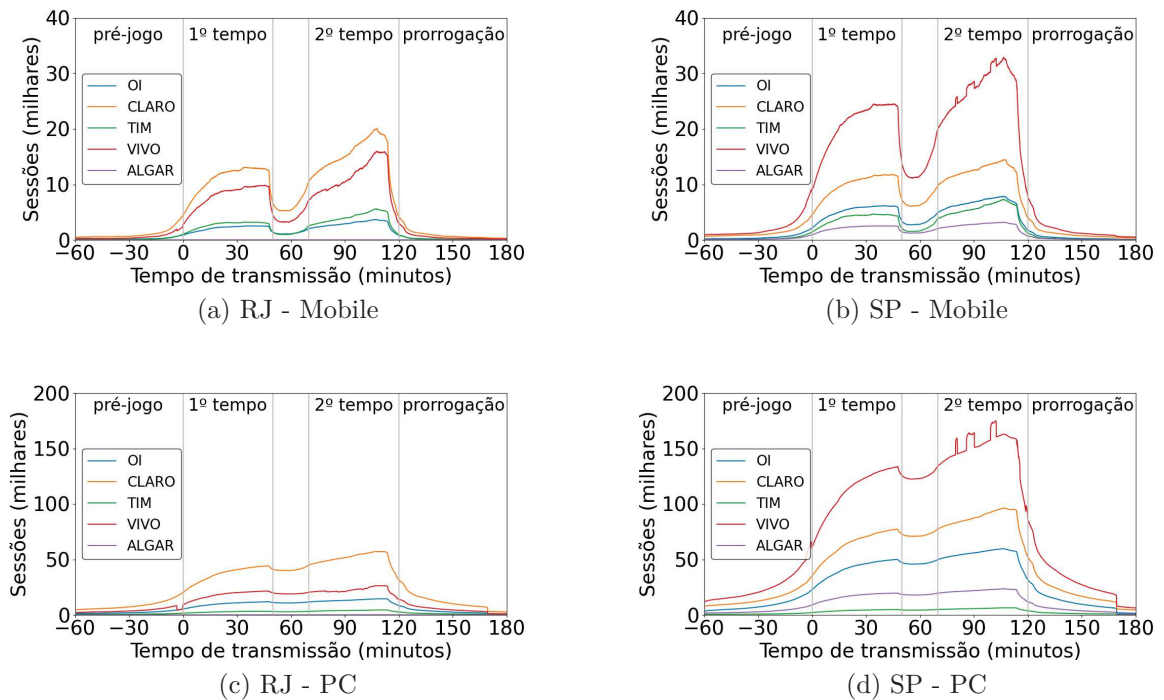 40
30
20
10
0
Sessões (milhares)
pré-jogo 1º tempo 2º tempo prorrogação
OI
CLARO
TIM
VIVO
ALGAR
−60 −30 0 30 60 90 120 150 180
Tempo de transmissão (minutos)
(a) RJ - Mobile
40
30
20
10
0
Sessões (milhares)
pré-jogo 1º tempo 2º tempo prorrogação
OI
CLARO
TIM
VIVO
ALGAR
−60 −30 0 30 60 90 120 150 180
Tempo de transmissão (minutos)
(b) SP - Mobile
200
150
100
50
0
Sessões (milhares)
pré-jogo 1º tempo 2º tempo prorrogação
OI
CLARO
TIM
VIVO
ALGAR
−60 −30 0 30 60 90 120 150 180
Tempo de transmissão (minutos)
(c) RJ - PC
200
150
100
50
0
Sessões (milhares)
pré-jogo 1º tempo 2º tempo prorrogação
OI
CLARO
TIM
VIVO
ALGAR
−60 −30 0 30 60 90 120 150 180
Tempo de transmissão (minutos)
(d) SP - PC